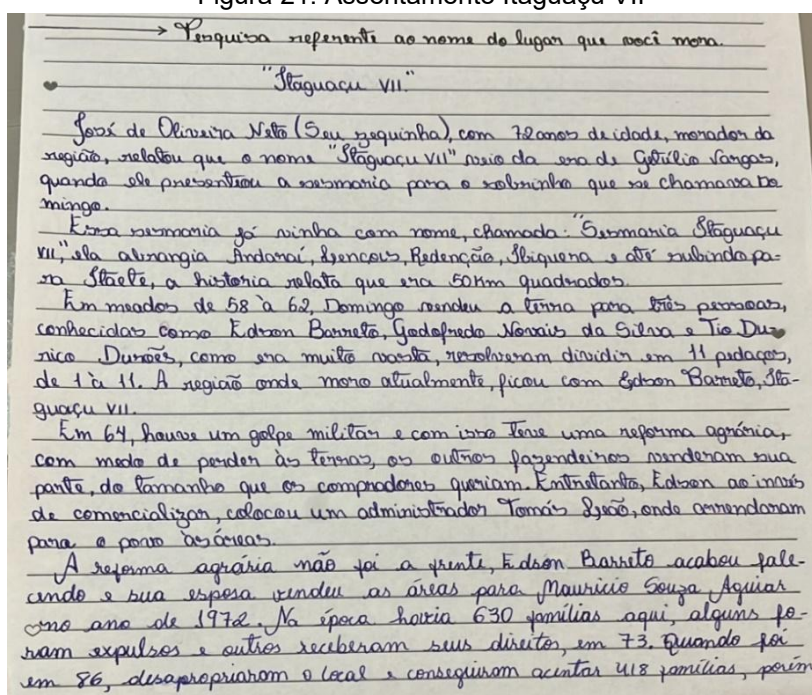 Figura 21: Assentamento Itaguaçu VII
→ Pesquisa referente ao nome do lugar que você mora.
"Itaguaçu VII."
José de Oliveira Neto (Seu zequinha), com 72 anos de idade, morador da
região, relatou que o nome "Itaguaçu VII" veio da era de Getúlio Vargas,
quando ele presentiou a sesmaria para o sobrinho que se chamava Do
mingo.
Essa sesmaria já vinha com nome, chamada: "Sesmaria Itaguaçu
VII," ela abrangia Andaraí, Lencois, Redenção, Ibiquera e até subindo pa-
ra Itaete, a historia relata que era 50 Km quadrados.
Em meados de 58 à 62, Domingo vendeu a terra para três pessoas,
conhecidas como Edson Barreto, Godofredo Novais da Silva e Tio Du
nico Durães, como era muito vasta, resolveram dividir em 11 pedaços,
de 1 à 11. A região onde moro atualmente, ficou com Edson Barreto, Ita-
guaçu VII.
Em 64, houve um golpe militar e com isso teve uma reforma agrária,
com medo de perder às terras, os outros fazendeiros venderam sua
parte, do tamanho que os compradores queriam. Entretanto, Edson ao invés
de comercializar, colocou um administrador Tomás Leão, onde arrendaram
para o povo as áreas.
A reforma agrária não foi a frente, Edson Barreto acabou fale-
cendo e sua esposa vendeu as áreas para Mauricio Souza Aguiar
no ano de 1972. Na época havia 630 famílias aqui, alguns fo-
ram expulsos e outros receberam seus direitos, em 73. Quando foi
em 86, desapropriaram o local e conseguiram acentar 418 famílias, porém